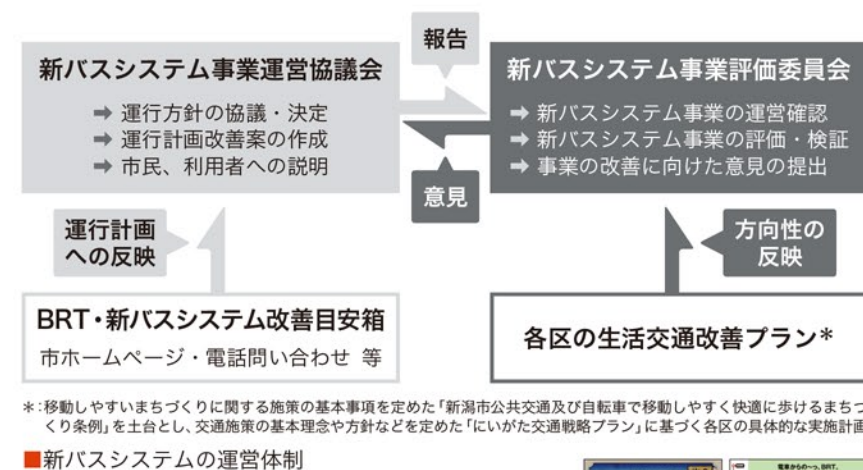 報告
新バスシステム事業運営協議会
➡ 運行方針の協議・決定
➡ 運行計画改善案の作成
➡ 市民、利用者への説明
新バスシステム事業評価委員会
➡ 新バスシステム事業の運営確認
➡ 新バスシステム事業の評価・検証
➡ 事業の改善に向けた意見の提出
意見
運行計画
への反映
方向性の
反映
BRT・新バスシステム改善目安箱
市ホームページ・電話問い合わせ 等
各区の生活交通改善プラン*
*:移動しやすいまちづくりに関する施策の基本事項を定めた「新潟市公共交通及び自転車で移動しやすく快適に歩けるまちづ
くり条例」を土台とし、交通施策の基本理念や方針などを定めた「にいがた交通戦略プラン」に基づく各区の具体的な実施計画
■新バスシステムの運営体制
電車からの〜っ、BRT。